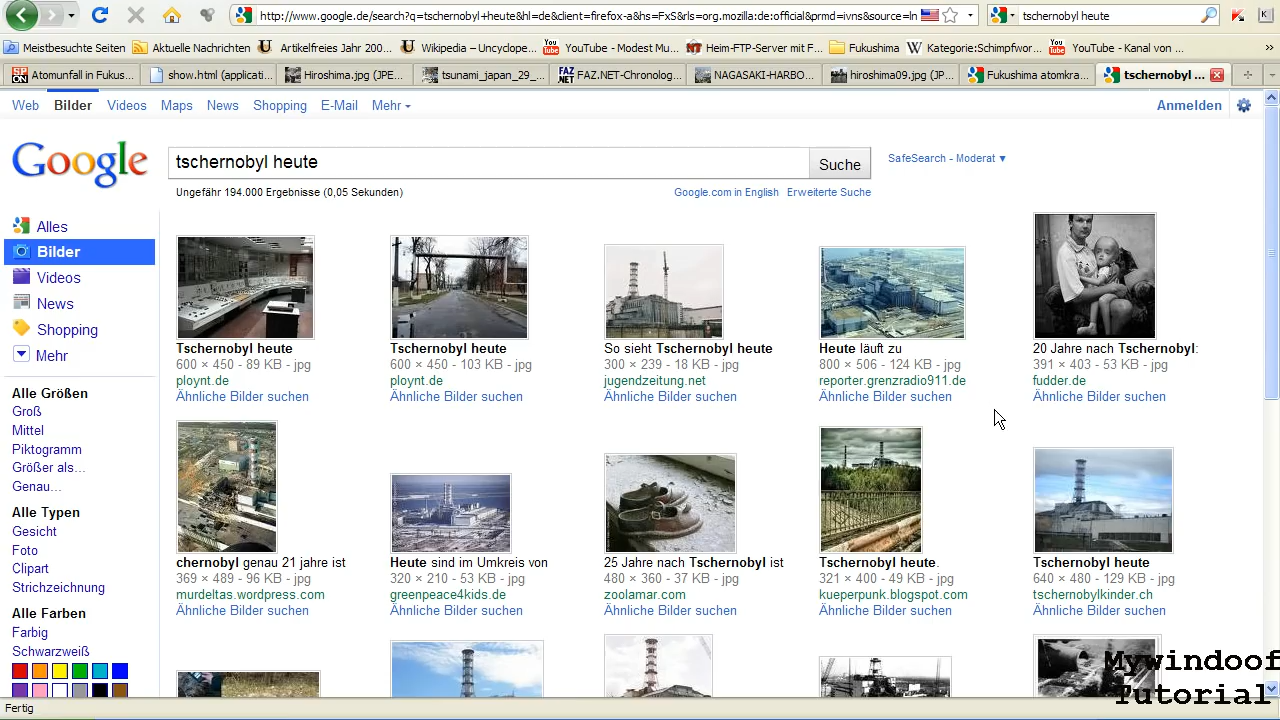 http://www.google.de/search?q=tschernobyl+heute&hl=de&client=firefox-a&hs=FxS&rls=org.mozilla:de:official&prmd=ivns&source=ln
tschernobyl heute
Meistbesuchte Seiten Aktuelle Nachrichten Artikelfreies Jahr 200... Wikipedia – Uncyclope... YouTube - Modest Mu... Heim-FTP-Server mit F... Fukushima Kategorie:Schimpfwor... YouTube - Kanal von ...
Atomunfall in Fukus... show.html (applicati... Hiroshima.jpg (JPE... tsunami_japan_29_... FAZ.NET-Chronolog... NAGASAKI-HARBO... hiroshima09.jpg (JP... Fukushima atomkra... tschernobyl ...
Web Bilder Videos Maps News Shopping E-Mail Mehr Anmelden
Google
tschernobyl heute Suche SafeSearch - Moderat ▼
Ungefähr 194.000 Ergebnisse (0,05 Sekunden) Google.com in English Erweiterte Suche
Alles
Bilder
Videos
News
Shopping
Mehr
Alle Größen
Groß
Mittel
Piktogramm
Größer als...
Genau...
Alle Typen
Gesicht
Foto
Clipart
Strichzeichnung
Alle Farben
Farbig
Schwarzweiß
Tschernobyl heute Tschernobyl heute So sieht Tschernobyl heute Heute läuft zu 20 Jahre nach Tschernobyl:
600 × 450 - 89 KB - jpg 600 × 450 - 103 KB - jpg 300 × 239 - 18 KB - jpg 800 × 506 - 124 KB - jpg 391 × 403 - 53 KB - jpg
ploynt.de ploynt.de jugendzeitung.net reporter.grenzradio911.de fudder.de
Ähnliche Bilder suchen Ähnliche Bilder suchen Ähnliche Bilder suchen Ähnliche Bilder suchen Ähnliche Bilder suchen
chernobyl genau 21 jahre ist Heute sind im Umkreis von 25 Jahre nach Tschernobyl ist Tschernobyl heute. Tschernobyl heute
369 × 489 - 96 KB - jpg 320 × 210 - 53 KB - jpg 480 × 360 - 37 KB - jpg 321 × 400 - 49 KB - jpg 640 × 480 - 129 KB - jpg
murdeltas.wordpress.com greenpeace4kids.de zoolamar.com kueperpunk.blogspot.com tschernobylkinder.ch
Ähnliche Bilder suchen Ähnliche Bilder suchen Ähnliche Bilder suchen Ähnliche Bilder suchen Ähnliche Bilder suchen
Mywindoof
Tutorial
Fertig